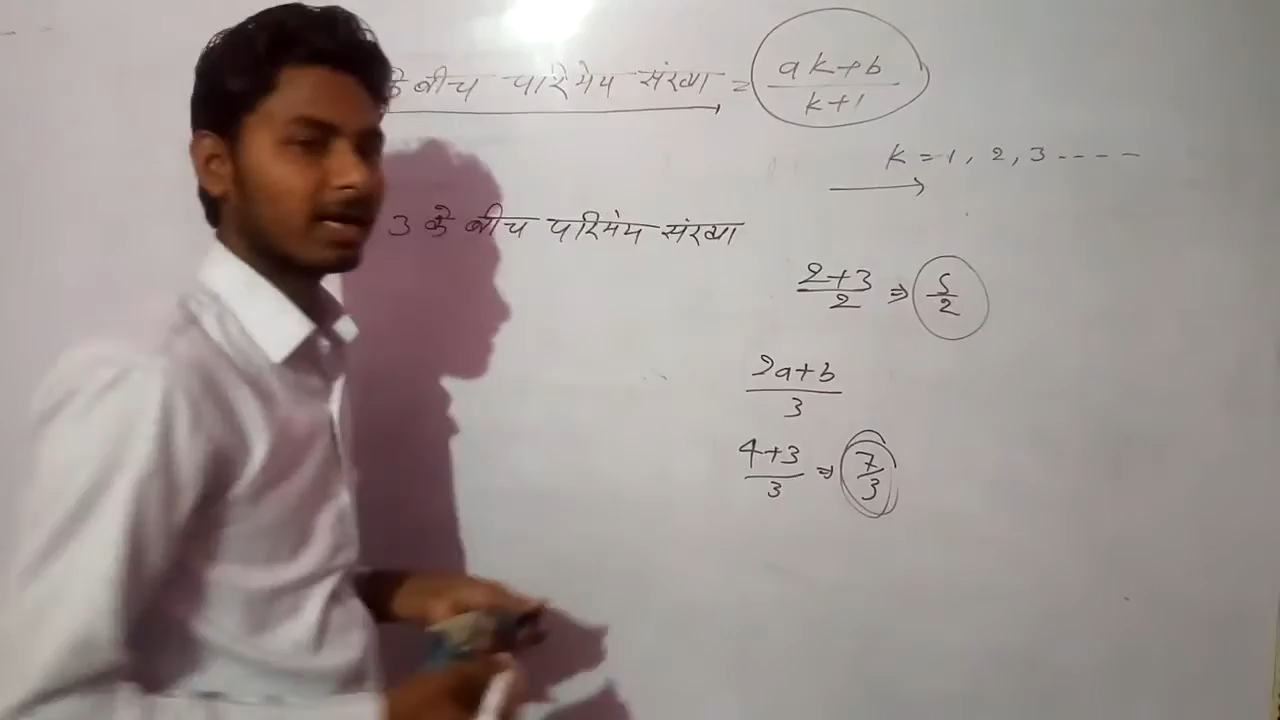 के बीच परिमेय संख्या = ak+b / k+1
k = 1, 2, 3 - - - -
3 के बीच परिमेय संख्या
2+3 / 2 ⇒ 5 / 2
2a+b / 3
4+3 / 3 ⇒ 7 / 3